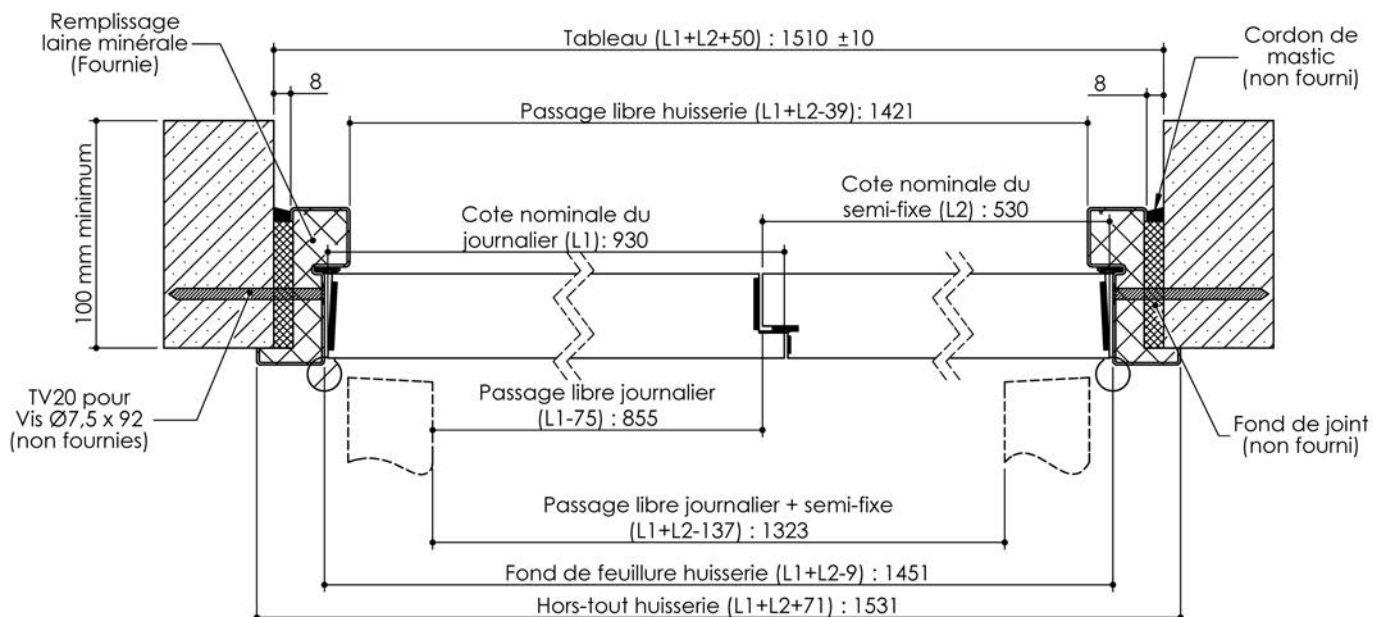 Remplissage
laine minérale
(Fournie)
Tableau (L1+L2+50) : 1510 ±10
Cordon de
mastic
(non fourni)
8
8
Passage libre huisserie (L1+L2-39): 1421
100 mm minimum
Cote nominale du
journalier (L1): 930
Cote nominale du
semi-fixe (L2) : 530
TV20 pour
Vis Ø7,5 x 92
(non fournies)
Passage libre journalier
(L1-75) : 855
Fond de joint
(non fourni)
Passage libre journalier + semi-fixe
(L1+L2-137) : 1323
Fond de feuillure huisserie (L1+L2-9) : 1451
Hors-tout huisserie (L1+L2+71) : 1531